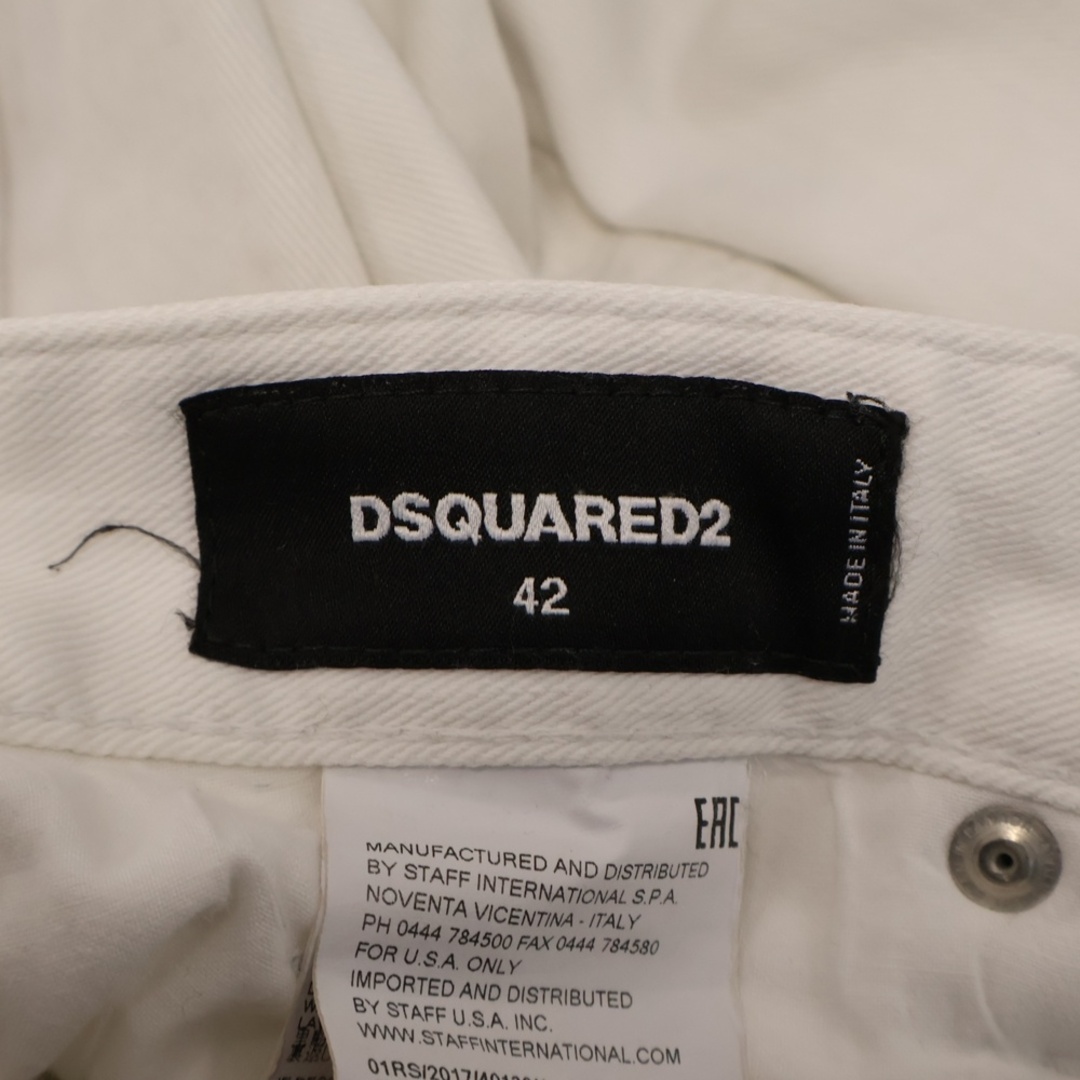 DSQUARED2
42
MADE IN ITALY
EAC
MANUFACTURED AND DISTRIBUTED
BY STAFF INTERNATIONAL S.P.A.
NOVENTA VICENTINA - ITALY
PH 0444 784500 FAX 0444 784580
FOR U.S.A. ONLY
IMPORTED AND DISTRIBUTED
BY STAFF U.S.A. INC.
WWW.STAFFINTERNATIONAL.COM